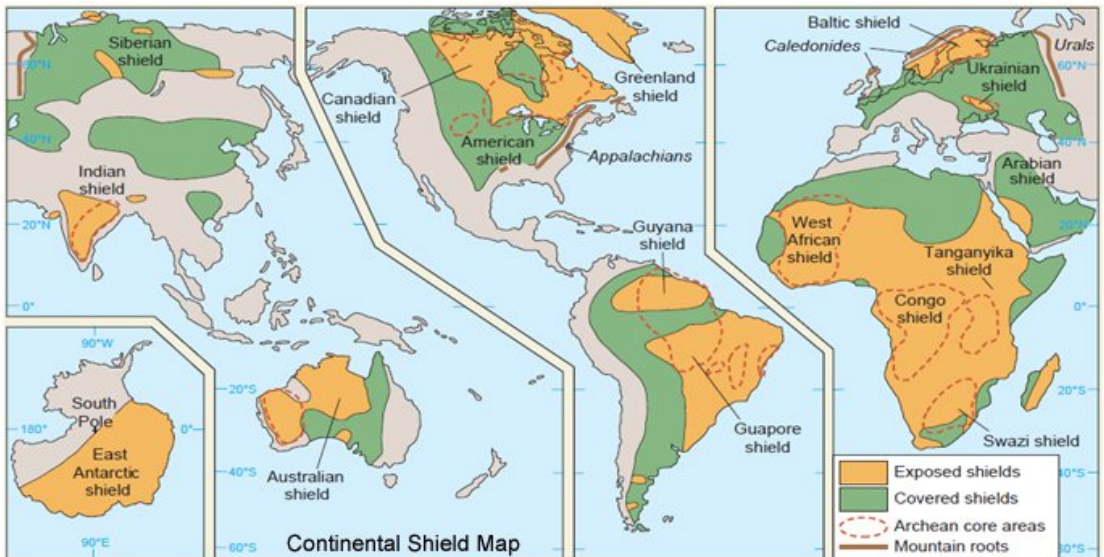 Siberian
shield
60°N
40°N
Indian
shield
20°N
0°
90°W
South
Pole
180°
0°
East
Antarctic
shield
90°E
20°S
40°S
60°S
Australian
shield
Continental Shield Map
Canadian
shield
Greenland
shield
American
shield
Appalachians
Guyana
shield
Guapore
shield
Baltic shield
Caledonides
Urals
60°N
Ukrainian
shield
40°N
Arabian
shield
West
African
shield
20°N
Tanganyika
shield
Congo
shield
0°
20°S
Swazi shield
40°S
60°S
Exposed shields
Covered shields
Archean core areas
Mountain roots